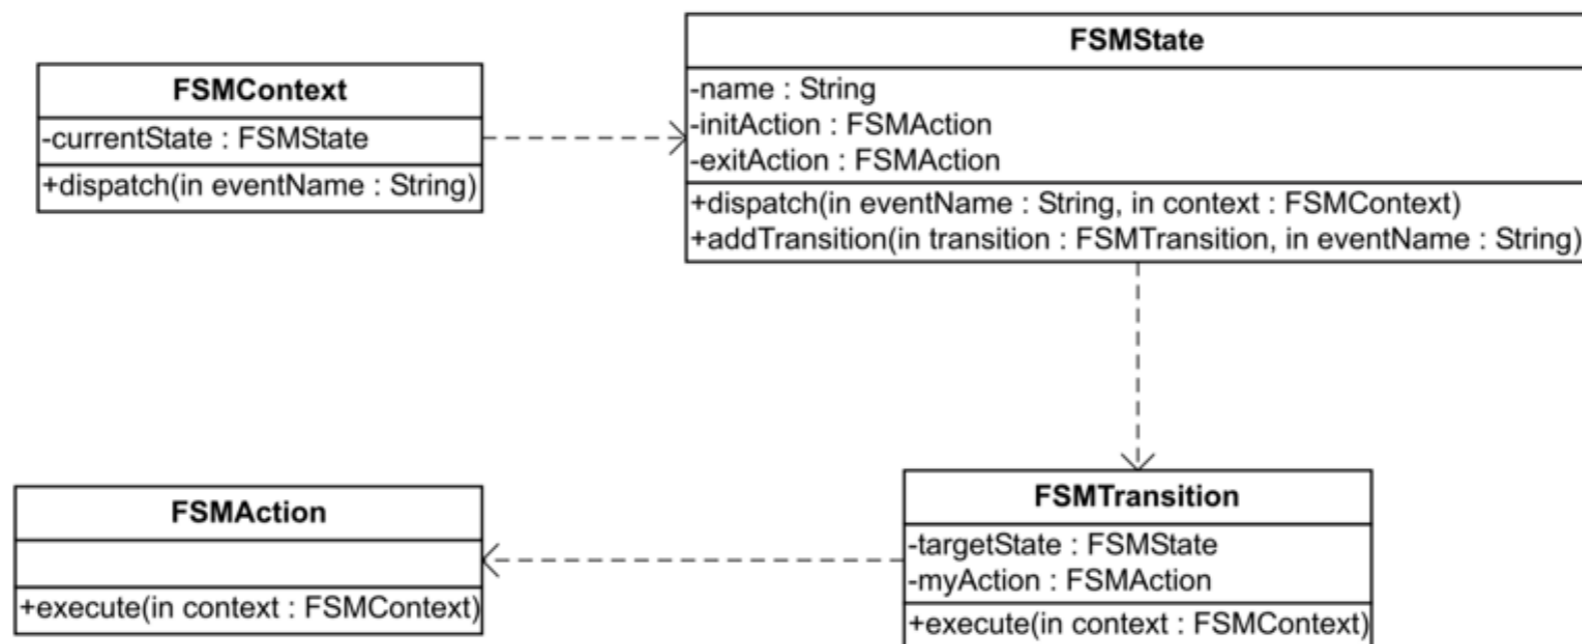 FSMContext
-currentState : FSMState
+dispatch(in eventName : String)
FSMState
-name : String
-initAction : FSMAction
-exitAction : FSMAction
+dispatch(in eventName : String, in context : FSMContext)
+addTransition(in transition : FSMTransition, in eventName : String)
FSMAction
+execute(in context : FSMContext)
FSMTransition
-targetState : FSMState
-myAction : FSMAction
+execute(in context : FSMContext)